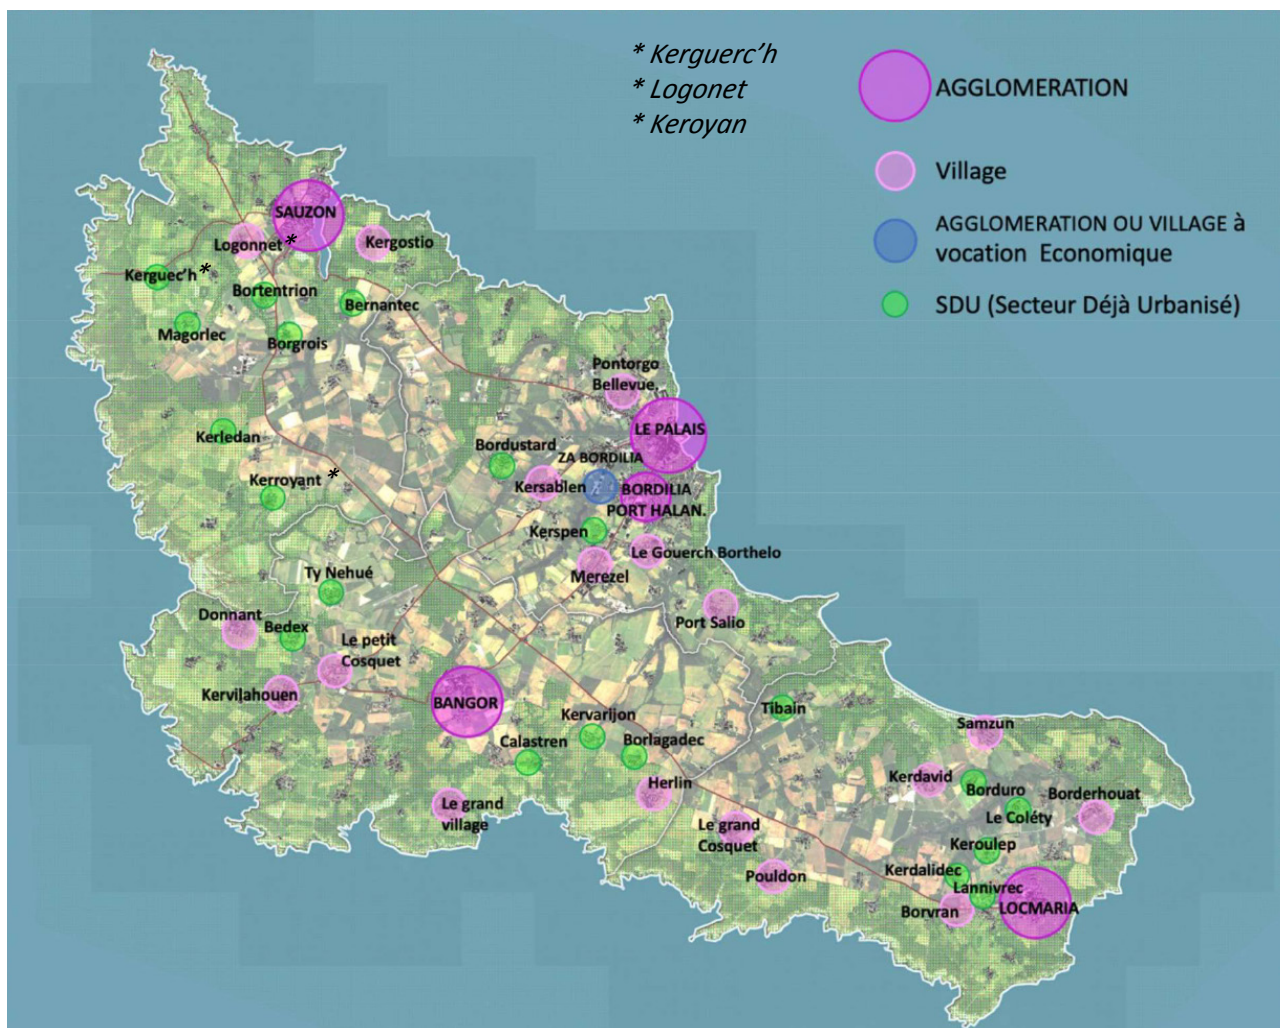 * Kerguerc’h
* Logonet
* Keroyan
AGGLOMERATION
Village
AGGLOMERATION OU VILLAGE à
vocation Economique
SDU (Secteur Déjà Urbanisé)
SAUZON
Logonnet *
Kergostio
Kerguec’h *
Bortentrion
Bernantec
Magorlec
Borgrois
Pontorgo
Bellevue.
Kerledan
LE PALAIS
Bordustard
ZA BORDILIA
Kerroyant *
Kersablen
BORDILIA
PORT HALAN.
Kerspen
Le Gouerch Borthelo
Merezel
Ty Nehué
Donnant
Bedex
Port Salio
Le petit
Cosquet
Kervilahouen
BANGOR
Kervarijon
Tibain
Calastren
Borlagadec
Samzun
Herlin
Kerdavid
Borduro
Borderhouat
Le grand
village
Le Coléty
Le grand
Cosquet
Keroulep
Pouldon
Kerdalidec
Lannivrec
Borvran
LOCMARIA